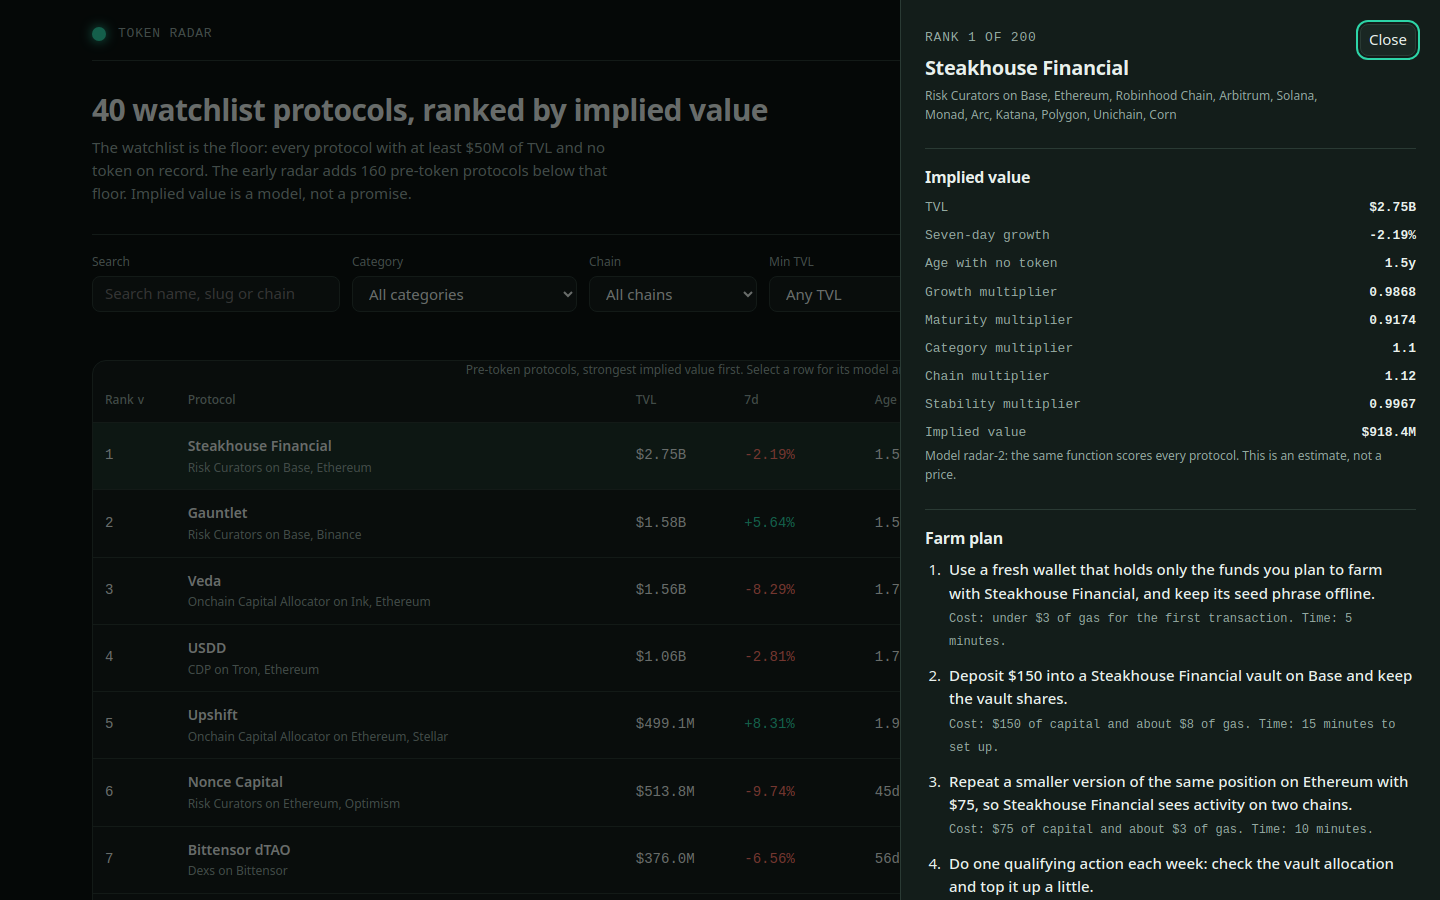 TOKEN RADAR
40 watchlist protocols, ranked by implied value
The watchlist is the floor: every protocol with at least $50M of TVL and no
token on record. The early radar adds 160 pre-token protocols below that
floor. Implied value is a model, not a promise.
Search
Category
Chain
Min TVL
Search name, slug or chain
All categories
All chains
Any TVL
Pre-token protocols, strongest implied value first. Select a row for its model a
Rank v Protocol TVL 7d Age
1 Steakhouse Financial $2.75B -2.19% 1.5
Risk Curators on Base, Ethereum
2 Gauntlet $1.58B +5.64% 1.5
Risk Curators on Base, Binance
3 Veda $1.56B -8.29% 1.7
Onchain Capital Allocator on Ink, Ethereum
4 USDD $1.06B -2.81% 1.7
CDP on Tron, Ethereum
5 Upshift $499.1M +8.31% 1.9
Onchain Capital Allocator on Ethereum, Stellar
6 Nonce Capital $513.8M -9.74% 45d
Risk Curators on Ethereum, Optimism
7 Bittensor dTAO $376.0M -6.56% 56d
Dexs on Bittensor
RANK 1 OF 200
Close
Steakhouse Financial
Risk Curators on Base, Ethereum, Robinhood Chain, Arbitrum, Solana,
Monad, Arc, Katana, Polygon, Unichain, Corn
Implied value
TVL $2.75B
Seven-day growth -2.19%
Age with no token 1.5y
Growth multiplier 0.9868
Maturity multiplier 0.9174
Category multiplier 1.1
Chain multiplier 1.12
Stability multiplier 0.9967
Implied value $918.4M
Model radar-2: the same function scores every protocol. This is an estimate, not a
price.
Farm plan
1. Use a fresh wallet that holds only the funds you plan to farm
with Steakhouse Financial, and keep its seed phrase offline.
Cost: under $3 of gas for the first transaction. Time: 5
minutes.
2. Deposit $150 into a Steakhouse Financial vault on Base and keep
the vault shares.
Cost: $150 of capital and about $8 of gas. Time: 15 minutes to
set up.
3. Repeat a smaller version of the same position on Ethereum with
$75, so Steakhouse Financial sees activity on two chains.
Cost: $75 of capital and about $3 of gas. Time: 10 minutes.
4. Do one qualifying action each week: check the vault allocation
and top it up a little.